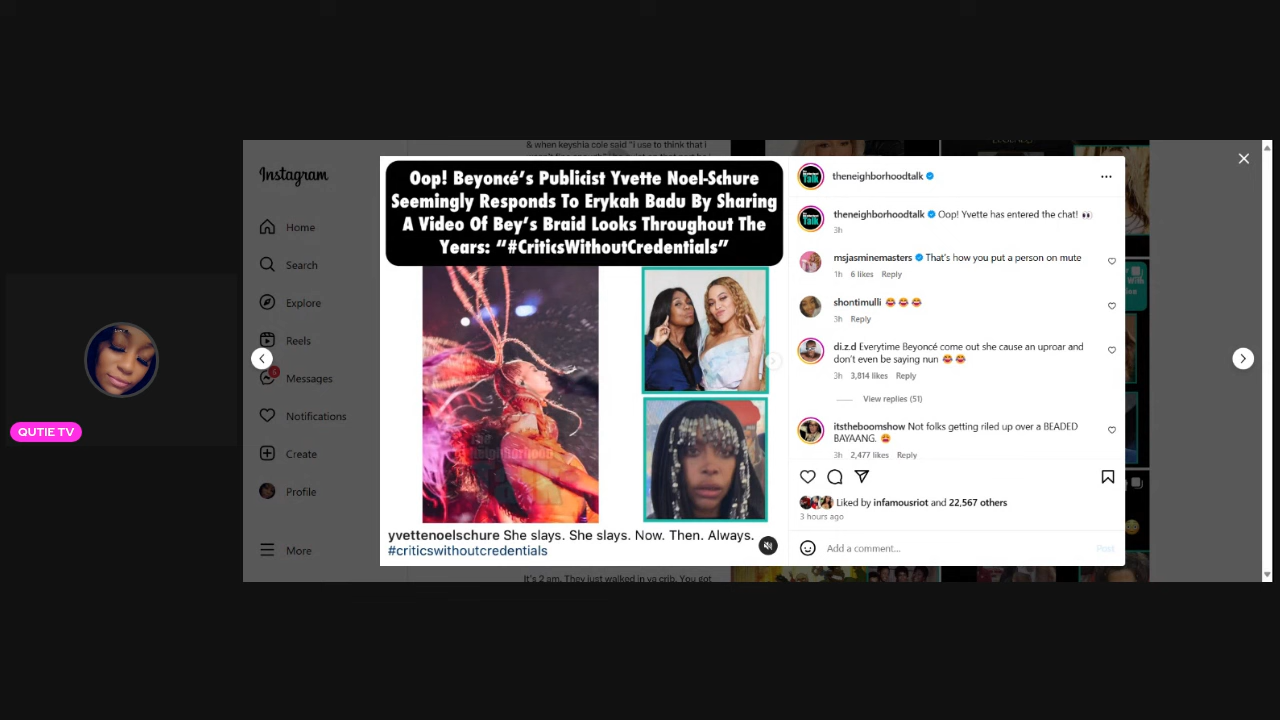 & when keyshia cole said "i use to think that i
Instagram
Home
Search
Explore
Reels
Messages
Notifications
Create
Profile
More
QUTIE TV
Oop! Beyoncé's Publicist Yvette Noel-Schure
Seemingly Responds To Erykah Badu By Sharing
A Video Of Bey's Braid Looks Throughout The
Years: "#CriticsWithoutCredentials"
yvettenoelschure She slays. She slays. Now. Then. Always.
#criticswithoutcredentials
theneighborhoodtalk
theneighborhoodtalk Oop! Yvette has entered the chat! 👀
3h
msjasminemasters That's how you put a person on mute
1h 6 likes Reply
shontimulli 😂 😂 😂
3h Reply
di.z.d Everytime Beyoncé come out she cause an uproar and
don't even be saying nun 😂 😂
3h 3,814 likes Reply
View replies (51)
itstheboomshow Not folks getting riled up over a BEADED
BAYAANG. 🤩
3h 2,477 likes Reply
Liked by infamousriot and 22,567 others
3 hours ago
Add a comment...
Post
It's 2 am. They just walked in ya crib. You got